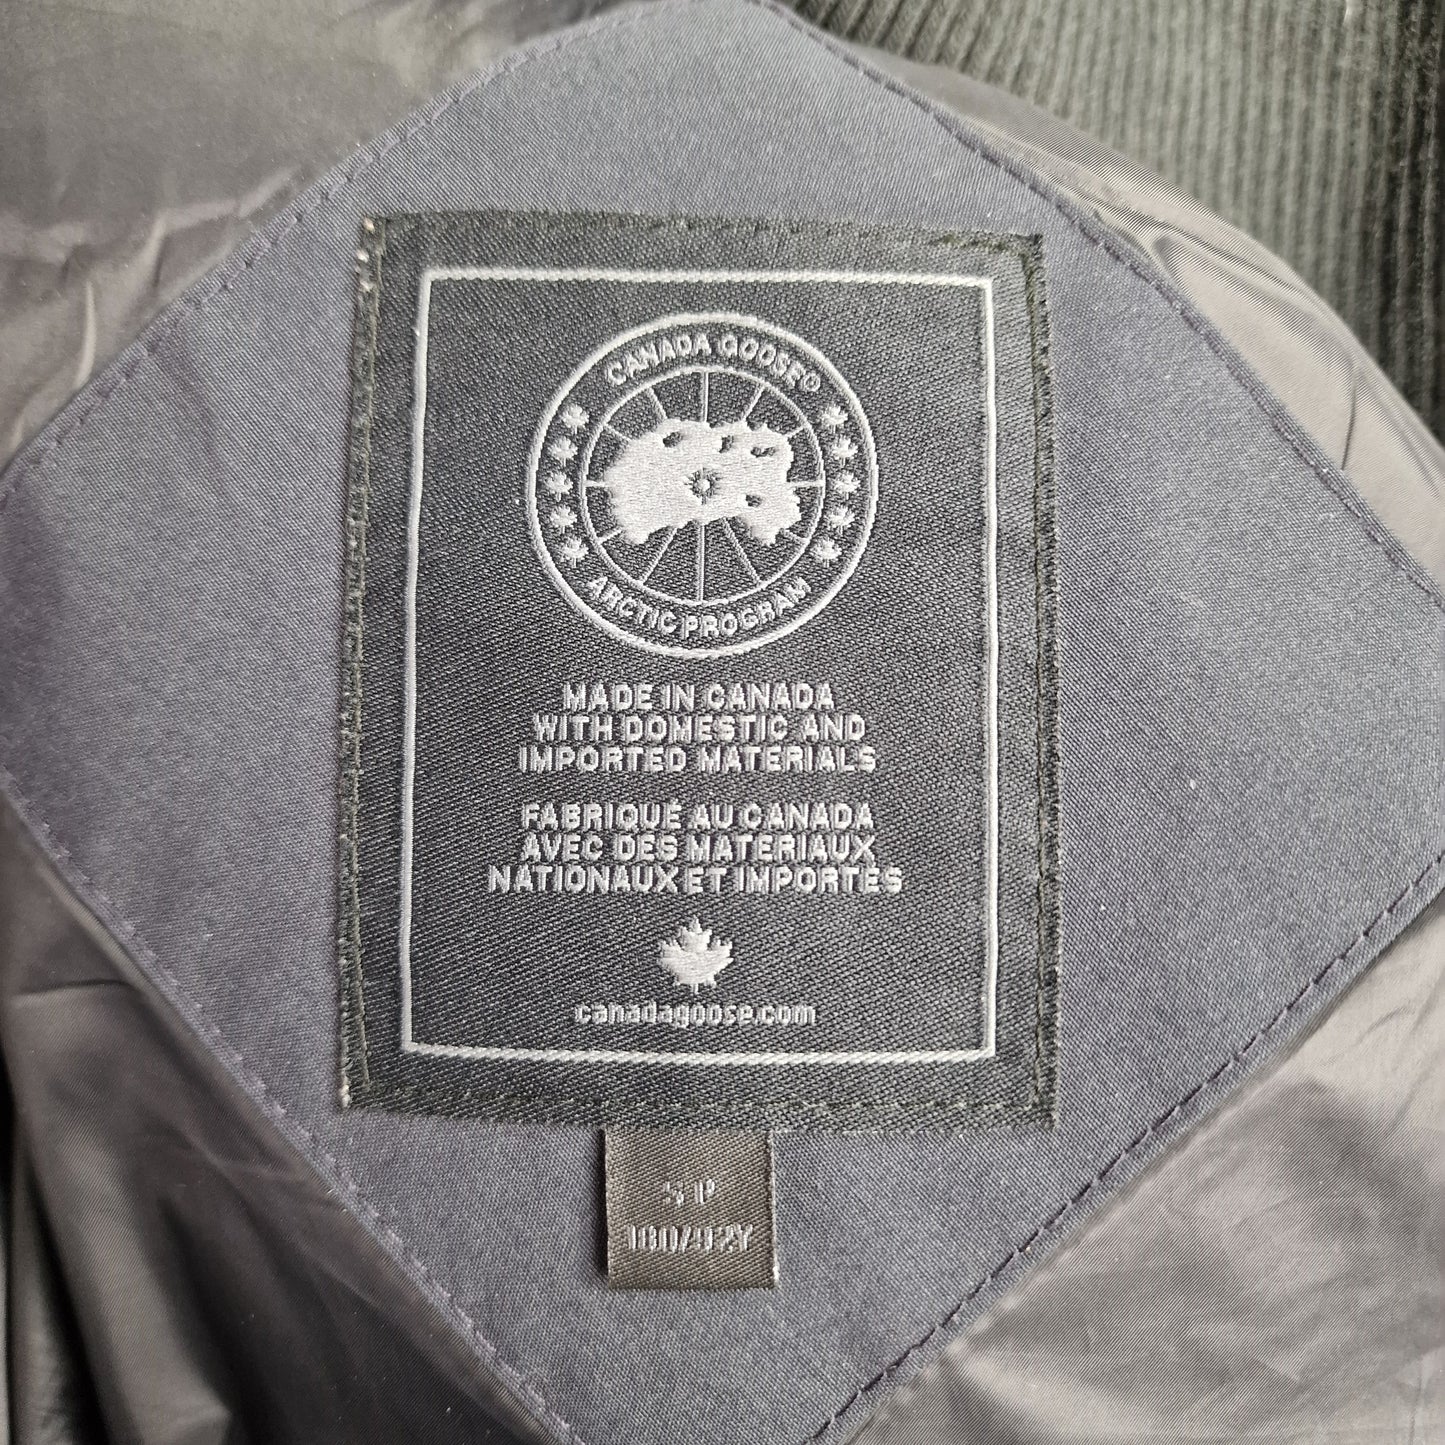 CANADA GOOSE®
ARCTIC PROGRAM
MADE IN CANADA
WITH DOMESTIC AND
IMPORTED MATERIALS
FABRIQUÉ AU CANADA
AVEC DES MATERIAUX
NATIONAUX ET IMPORTÉS
canadagoose.com
S/P